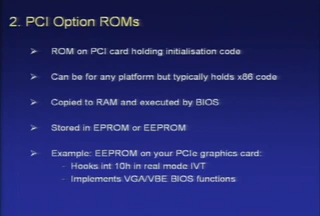 2. PCI Option ROMs
➢ ROM on PCI card holding initialisation code
➢ Can be for any platform but typically holds x86 code
➢ Copied to RAM and executed by BIOS
➢ Stored in EPROM or EEPROM
➢ Example: EEPROM on your PCIe graphics card:
- Hooks int 10h in real mode IVT
- Implements VGA/VBE BIOS functions